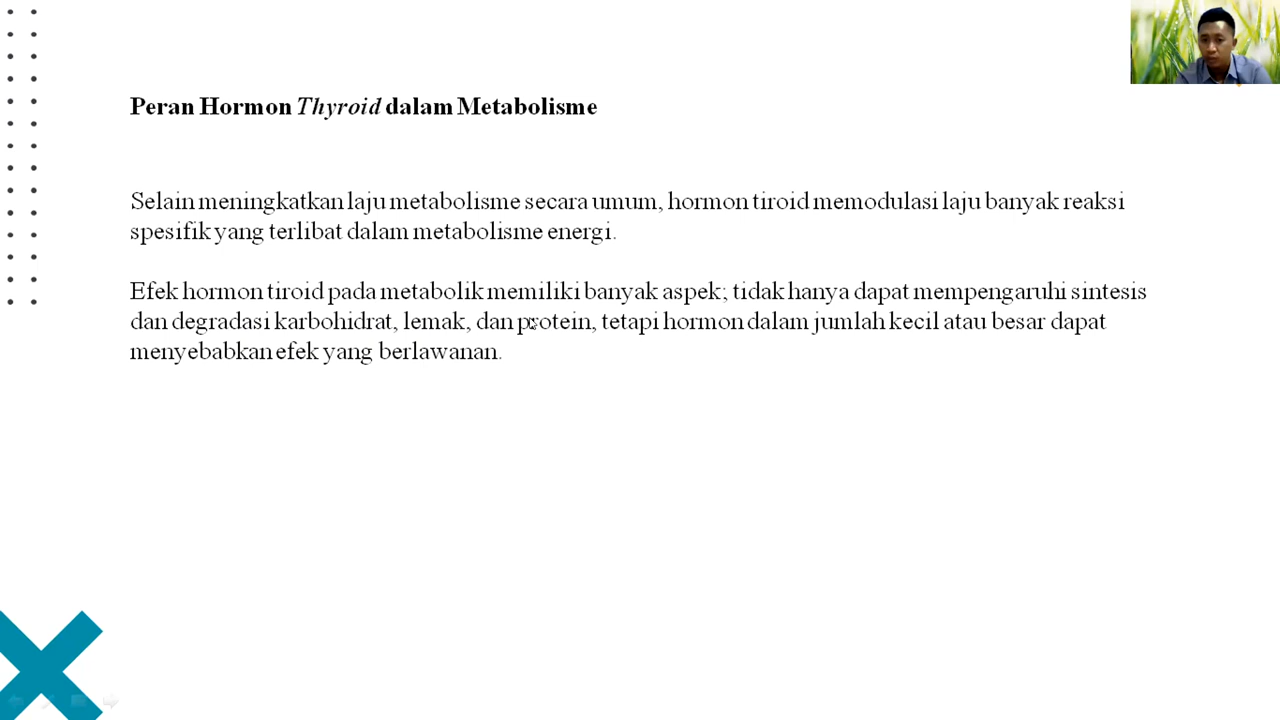 Peran Hormon Thyroid dalam Metabolisme
Selain meningkatkan laju metabolisme secara umum, hormon tiroid memodulasi laju banyak reaksi
spesifik yang terlibat dalam metabolisme energi.
Efek hormon tiroid pada metabolik memiliki banyak aspek; tidak hanya dapat mempengaruhi sintesis
dan degradasi karbohidrat, lemak, dan protein, tetapi hormon dalam jumlah kecil atau besar dapat
menyebabkan efek yang berlawanan.